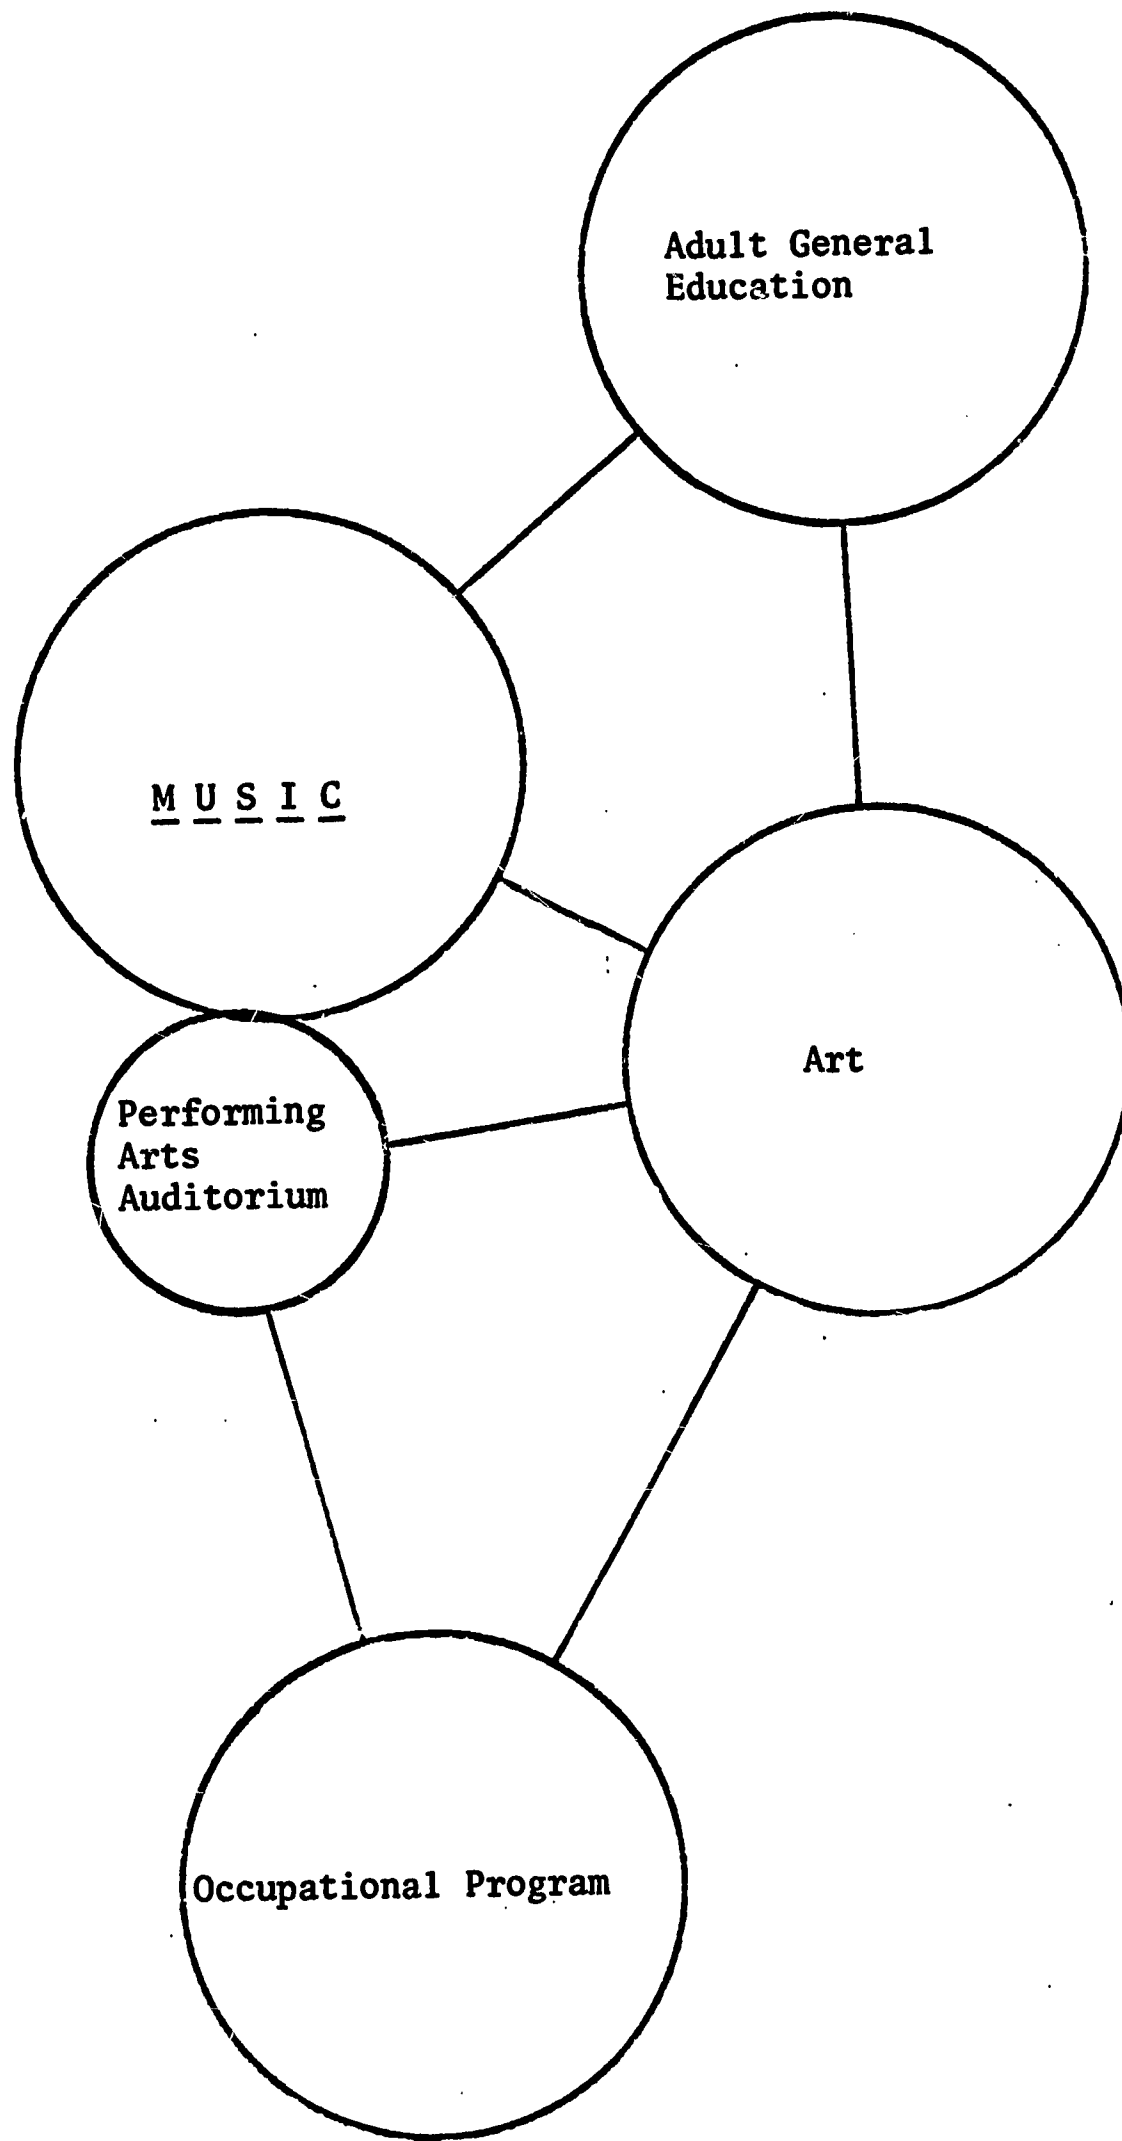 Adult General
Education
M U S I C
Art
Performing
Arts
Auditorium
Occupational Program